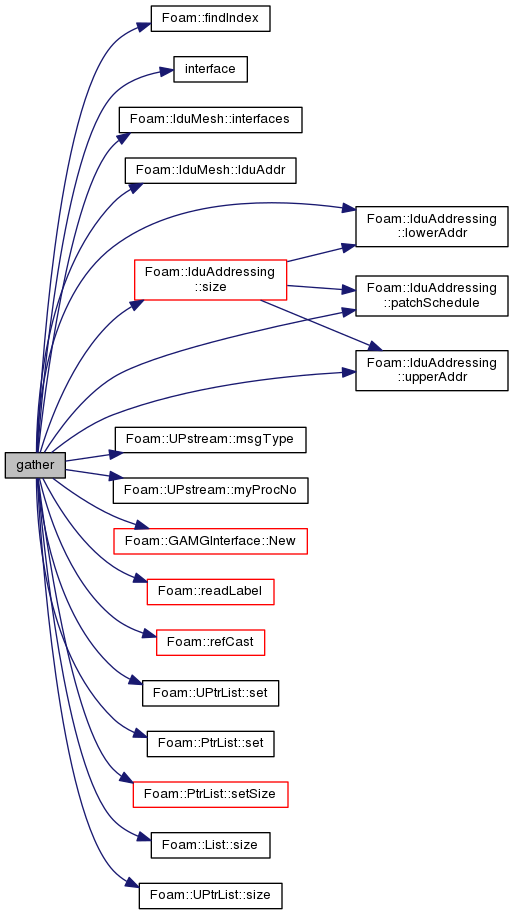 Foam::findIndex
interface
Foam::lduMesh::interfaces
Foam::lduMesh::lduAddr
Foam::lduAddressing
::lowerAddr
Foam::lduAddressing
::size
Foam::lduAddressing
::patchSchedule
Foam::lduAddressing
::upperAddr
Foam::UPstream::msgType
gather
Foam::UPstream::myProcNo
Foam::GAMGInterface::New
Foam::readLabel
Foam::refCast
Foam::UPtrList::set
Foam::PtrList::set
Foam::PtrList::setSize
Foam::List::size
Foam::UPtrList::size